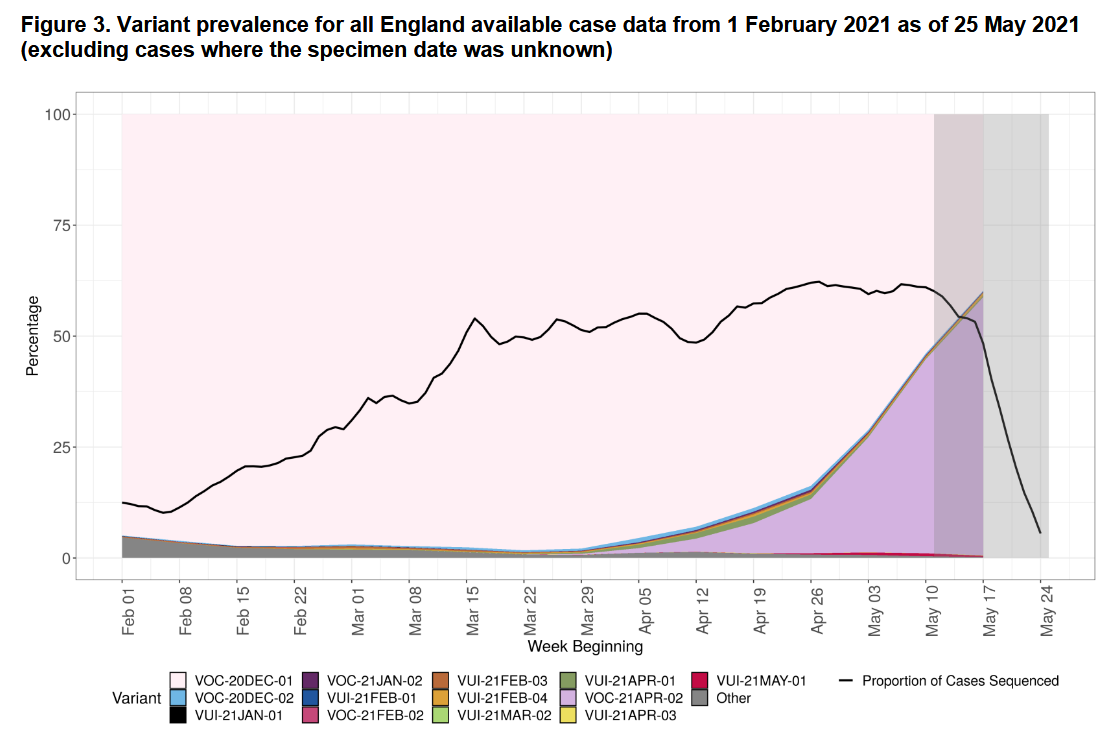 Figure 3. Variant prevalence for all England available case data from 1 February 2021 as of 25 May 2021
(excluding cases where the specimen date was unknown)
100
75
50
25
0
Percentage
Feb 01
Feb 08
Feb 15
Feb 22
Mar 01
Mar 08
Mar 15
Mar 22
Mar 29
Apr 05
Apr 12
Apr 19
Apr 26
May 03
May 10
May 17
May 24
Week Beginning
Variant
VOC-20DEC-01
VOC-20DEC-02
VUI-21JAN-01
VOC-21JAN-02
VUI-21FEB-01
VOC-21FEB-02
VUI-21FEB-03
VUI-21FEB-04
VUI-21MAR-02
VUI-21APR-01
VOC-21APR-02
VUI-21APR-03
VUI-21MAY-01
Other
Proportion of Cases Sequenced